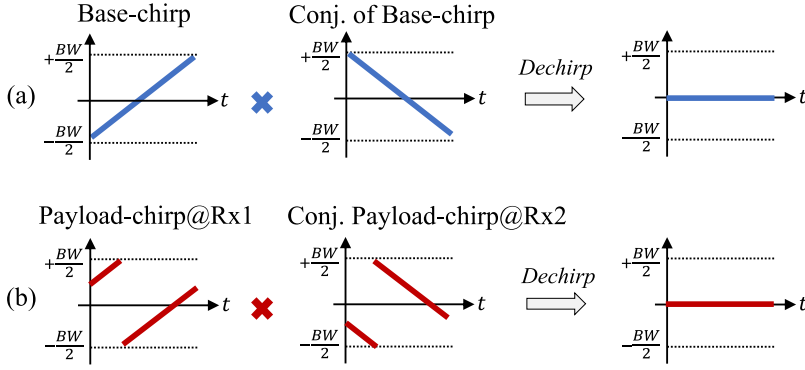 Base-chirp Conj. of Base-chirp
+BW/2 +BW/2 Dechirp +BW/2
(a) t t t
−BW/2 −BW/2 −BW/2
Payload-chirp@Rx1 Conj. Payload-chirp@Rx2
+BW/2 +BW/2 Dechirp +BW/2
(b) t t t
−BW/2 −BW/2 −BW/2